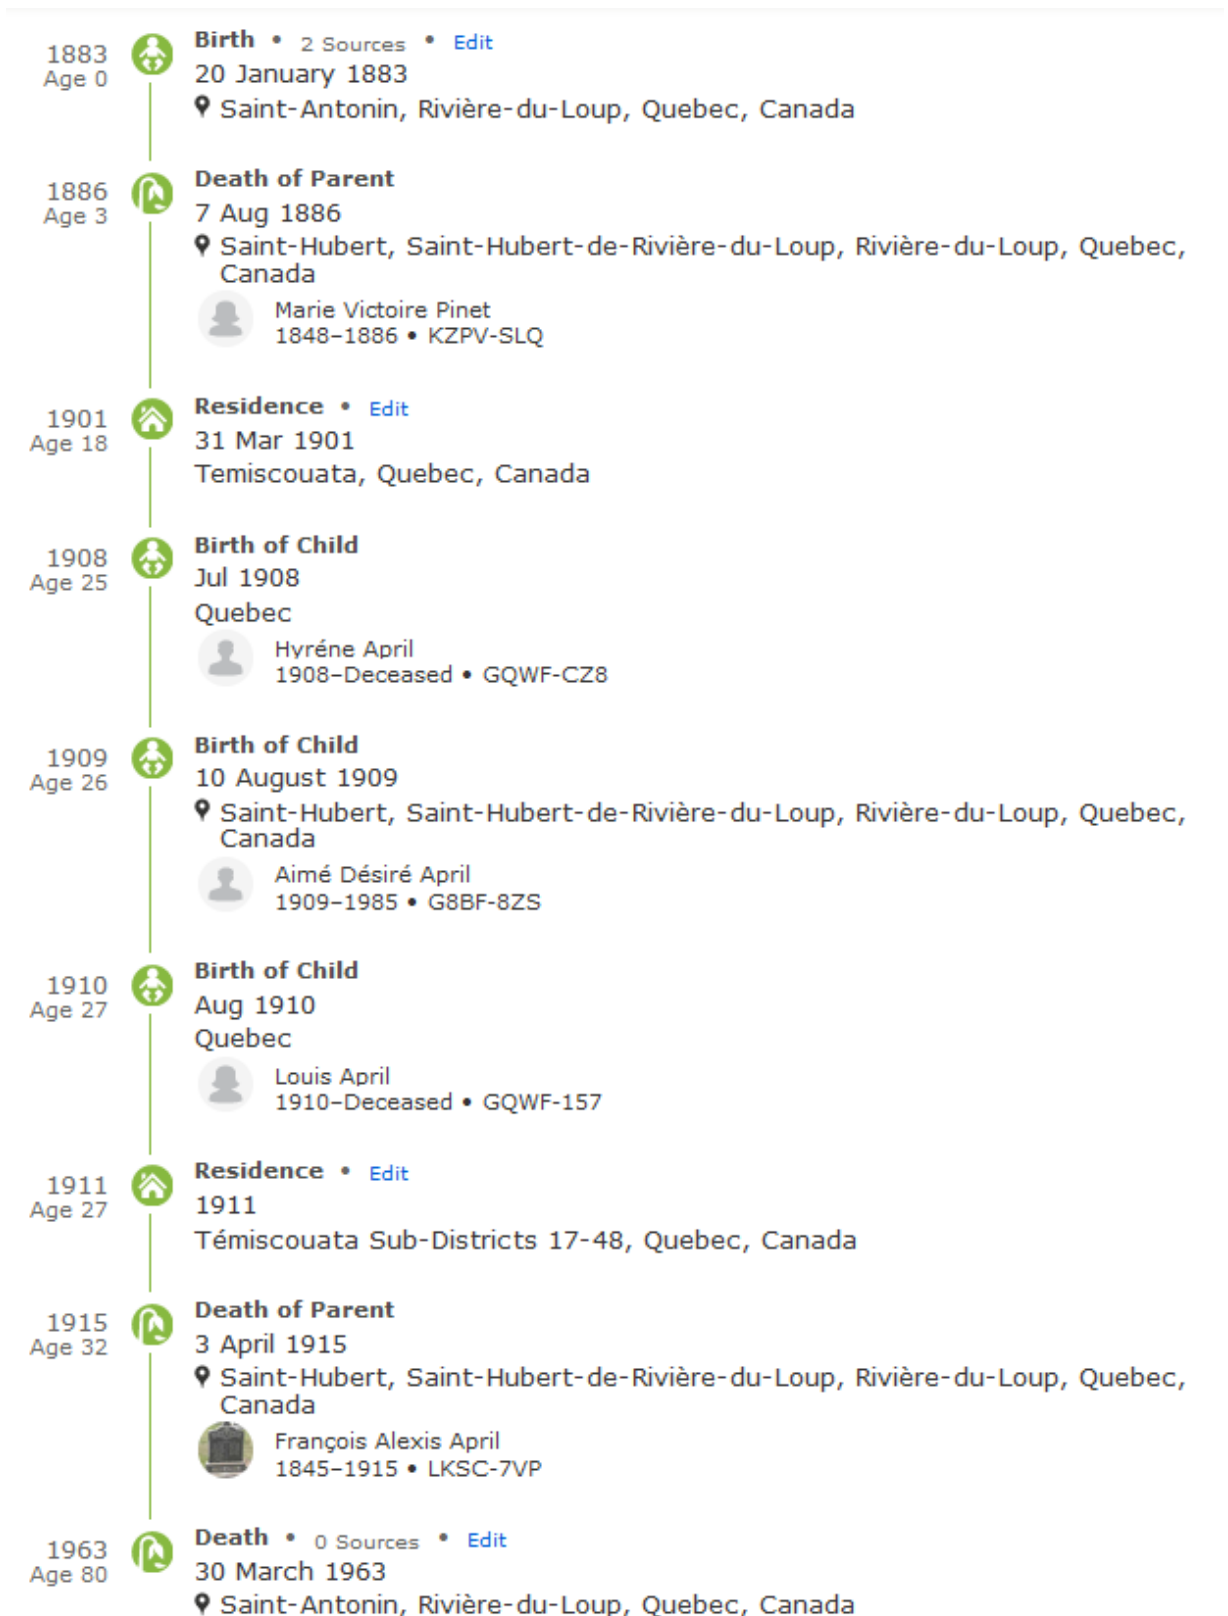 1883
Age 0
Birth • 2 Sources • Edit
20 January 1883
Saint-Antonin, Rivière-du-Loup, Quebec, Canada
1886
Age 3
Death of Parent
7 Aug 1886
Saint-Hubert, Saint-Hubert-de-Rivière-du-Loup, Rivière-du-Loup, Quebec,
Canada
Marie Victoire Pinet
1848–1886 • KZPV-SLQ
1901
Age 18
Residence • Edit
31 Mar 1901
Temiscouata, Quebec, Canada
1908
Age 25
Birth of Child
Jul 1908
Quebec
Hyréne April
1908–Deceased • GQWF-CZ8
1909
Age 26
Birth of Child
10 August 1909
Saint-Hubert, Saint-Hubert-de-Rivière-du-Loup, Rivière-du-Loup, Quebec,
Canada
Aimé Désiré April
1909–1985 • G8BF-8ZS
1910
Age 27
Birth of Child
Aug 1910
Quebec
Louis April
1910–Deceased • GQWF-157
1911
Age 27
Residence • Edit
1911
Témiscouata Sub-Districts 17-48, Quebec, Canada
1915
Age 32
Death of Parent
3 April 1915
Saint-Hubert, Saint-Hubert-de-Rivière-du-Loup, Rivière-du-Loup, Quebec,
Canada
François Alexis April
1845–1915 • LKSC-7VP
1963
Age 80
Death • 0 Sources • Edit
30 March 1963
Saint-Antonin, Rivière-du-Loup, Quebec, Canada